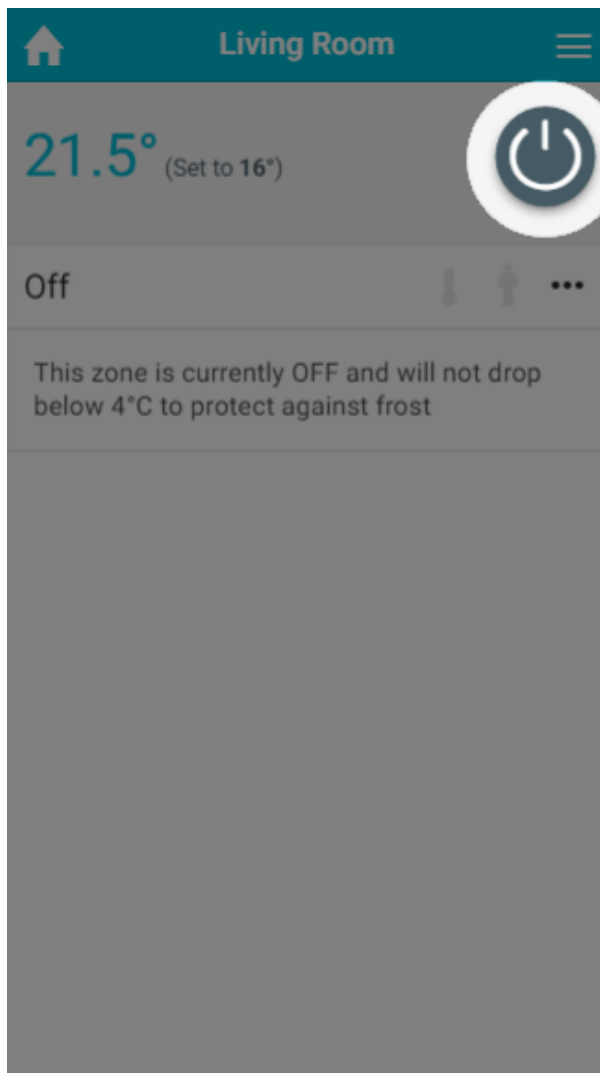 Living Room
21.5° (Set to 16°)
Off
This zone is currently OFF and will not drop
below 4°C to protect against frost